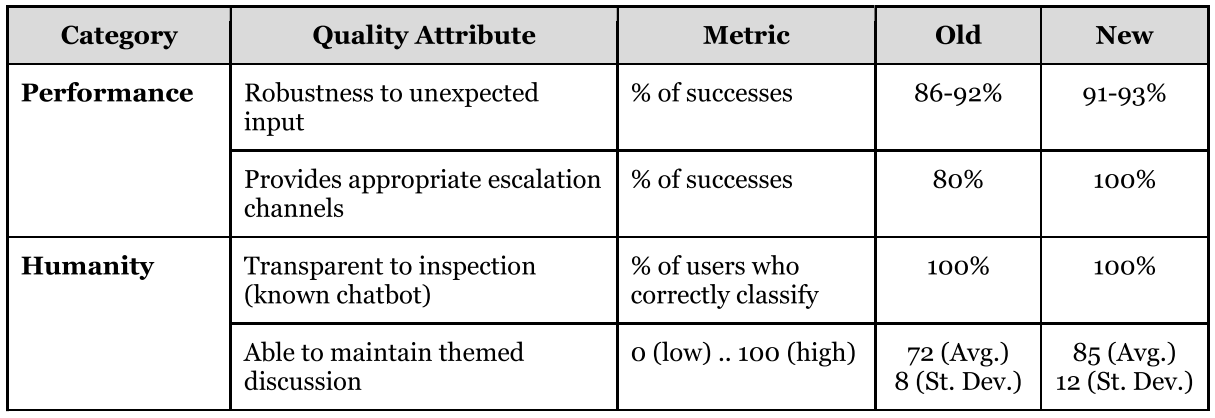 Category Quality Attribute Metric Old New
Performance Robustness to unexpected % of successes 86-92% 91-93%
input
Provides appropriate escalation % of successes 80% 100%
channels
Humanity Transparent to inspection % of users who 100% 100%
(known chatbot) correctly classify
Able to maintain themed 0 (low) .. 100 (high) 72 (Avg.) 85 (Avg.)
discussion 8 (St. Dev.) 12 (St. Dev.)